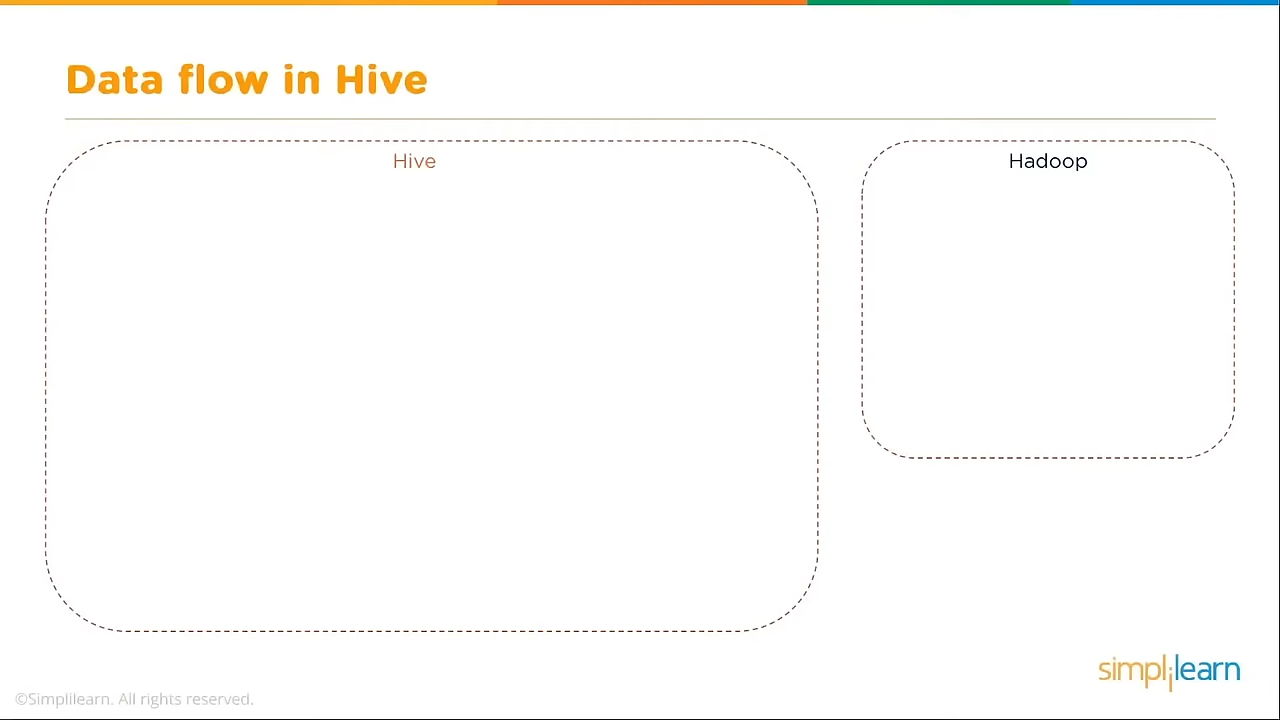 Data flow in Hive
Hive
Hadoop
simplilearn
©Simplilearn. All rights reserved.